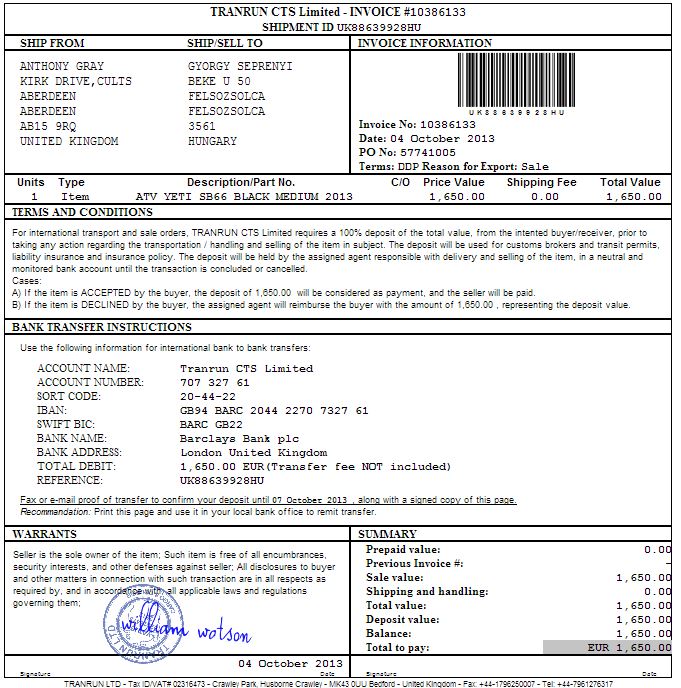 TRANRUN CTS Limited - INVOICE #10386133
SHIPMENT ID UK88639928HU
SHIP FROM SHIP/SELL TO INVOICE INFORMATION
ANTHONY GRAY GYORGY SEPRENYI
KIRK DRIVE,CULTS BEKE U 50
ABERDEEN FELSOZSOLCA
ABERDEEN FELSOZSOLCA
AB15 9RQ 3561
UNITED KINGDOM HUNGARY
UK88639928HU
Invoice No: 10386133
Date: 04 October 2013
PO No: 57741005
Terms: DDP Reason for Export: Sale
Units Type Description/Part No. C/O Price Value Shipping Fee Total Value
1 Item ATV YETI SB66 BLACK MEDIUM 2013 1,650.00 0.00 1,650.00
TERMS AND CONDITIONS
For international transport and sale orders, TRANRUN CTS Limited requires a 100% deposit of the total value, from the intented buyer/receiver, prior to
taking any action regarding the transportation / handling and selling of the item in subject. The deposit will be used for customs brokers and transit permits,
liability insurance and insurance policy. The deposit will be held by the assigned agent responsible with delivery and selling of the item, in a neutral and
monitored bank account until the transaction is concluded or cancelled.
Cases:
A) If the item is ACCEPTED by the buyer, the deposit of 1,650.00 will be considered as payment, and the seller will be paid.
B) If the item is DECLINED by the buyer, the assigned agent will reimburse the buyer with the amount of 1,650.00 , representing the deposit value.
BANK TRANSFER INSTRUCTIONS
Use the following information for international bank to bank transfers:
ACCOUNT NAME: Tranrun CTS Limited
ACCOUNT NUMBER: 707 327 61
SORT CODE: 20-44-22
IBAN: GB94 BARC 2044 2270 7327 61
SWIFT BIC: BARC GB22
BANK NAME: Barclays Bank plc
BANK ADDRESS: London United Kingdom
TOTAL DEBIT: 1,650.00 EUR(Transfer fee NOT included)
REFERENCE: UK88639928HU
Fax or e-mail proof of transfer to confirm your deposit until 07 October 2013 , along with a signed copy of this page.
Recommandation: Print this page and use it in your local bank office to remit transfer.
WARRANTS
Seller is the sole owner of the item; Such item is free of all encumbrances,
security interests, and other defenses against seller; All disclosures to buyer
and other matters in connection with such transaction are in all respects as
required by, and in accordance with, all applicable laws and regulations
governing them;
william wotson
04 October 2013
Signature Date
SUMMARY
Prepaid value: 0.00
Previous Invoice #: -
Sale value: 1,650.00
Shipping and handling: 0.00
Total value: 1,650.00
Deposit value: 1,650.00
Balance: 1,650.00
Total to pay: EUR 1,650.00
Signature Date
TRANRUN LTD - Tax ID/VAT# 02316473 - Crawley Park, Husborne Crawley - MK43 0UU Bedford - United Kingdom - Fax: +44-1796250007 - Tel: +44-7961276317